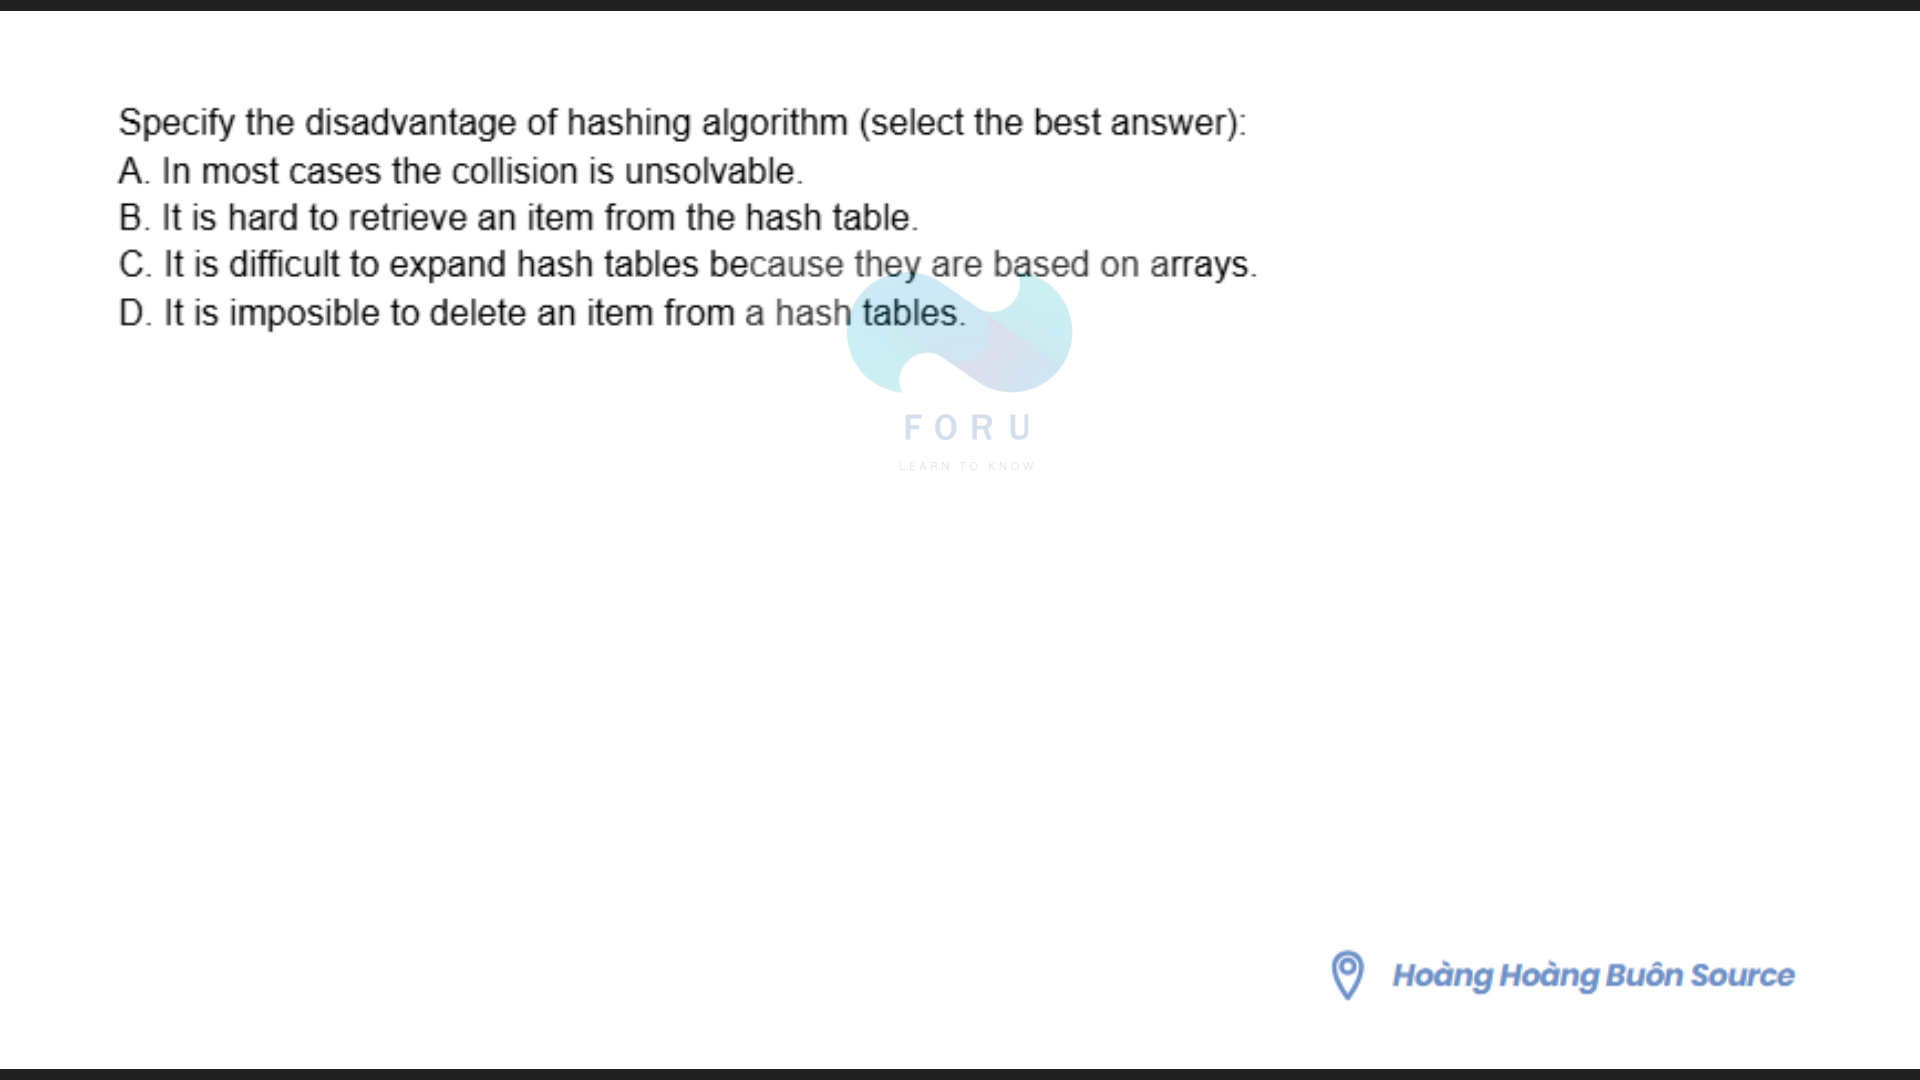 Specify the disadvantage of hashing algorithm (select the best answer):
A. In most cases the collision is unsolvable.
B. It is hard to retrieve an item from the hash table.
C. It is difficult to expand hash tables because they are based on arrays.
D. It is imposible to delete an item from a hash tables.
FORU
LEARN TO KNOW
Hoàng Hoàng Buôn Source